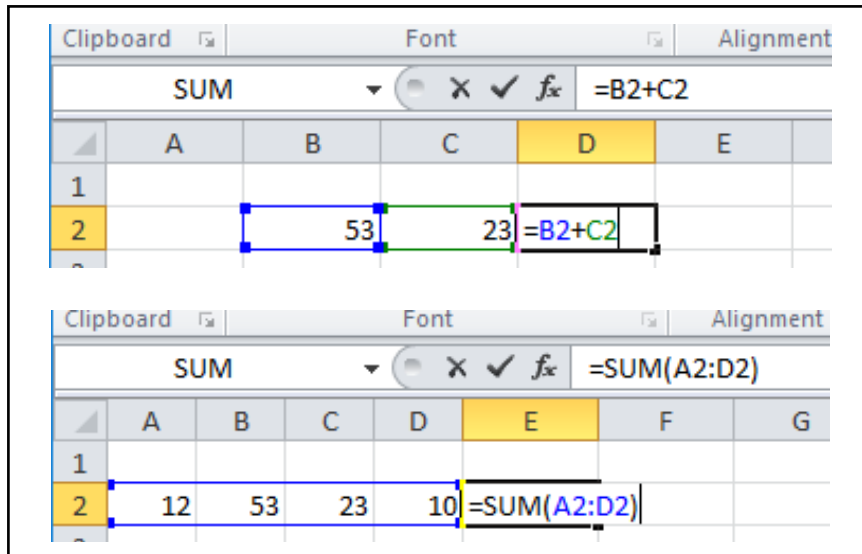 Clipboard Font Alignment
SUM fx =B2+C2
A B C D E
1
2 53 23 =B2+C2
Clipboard Font Alignment
SUM fx =SUM(A2:D2)
A B C D E F G
1
2 12 53 23 10 =SUM(A2:D2)